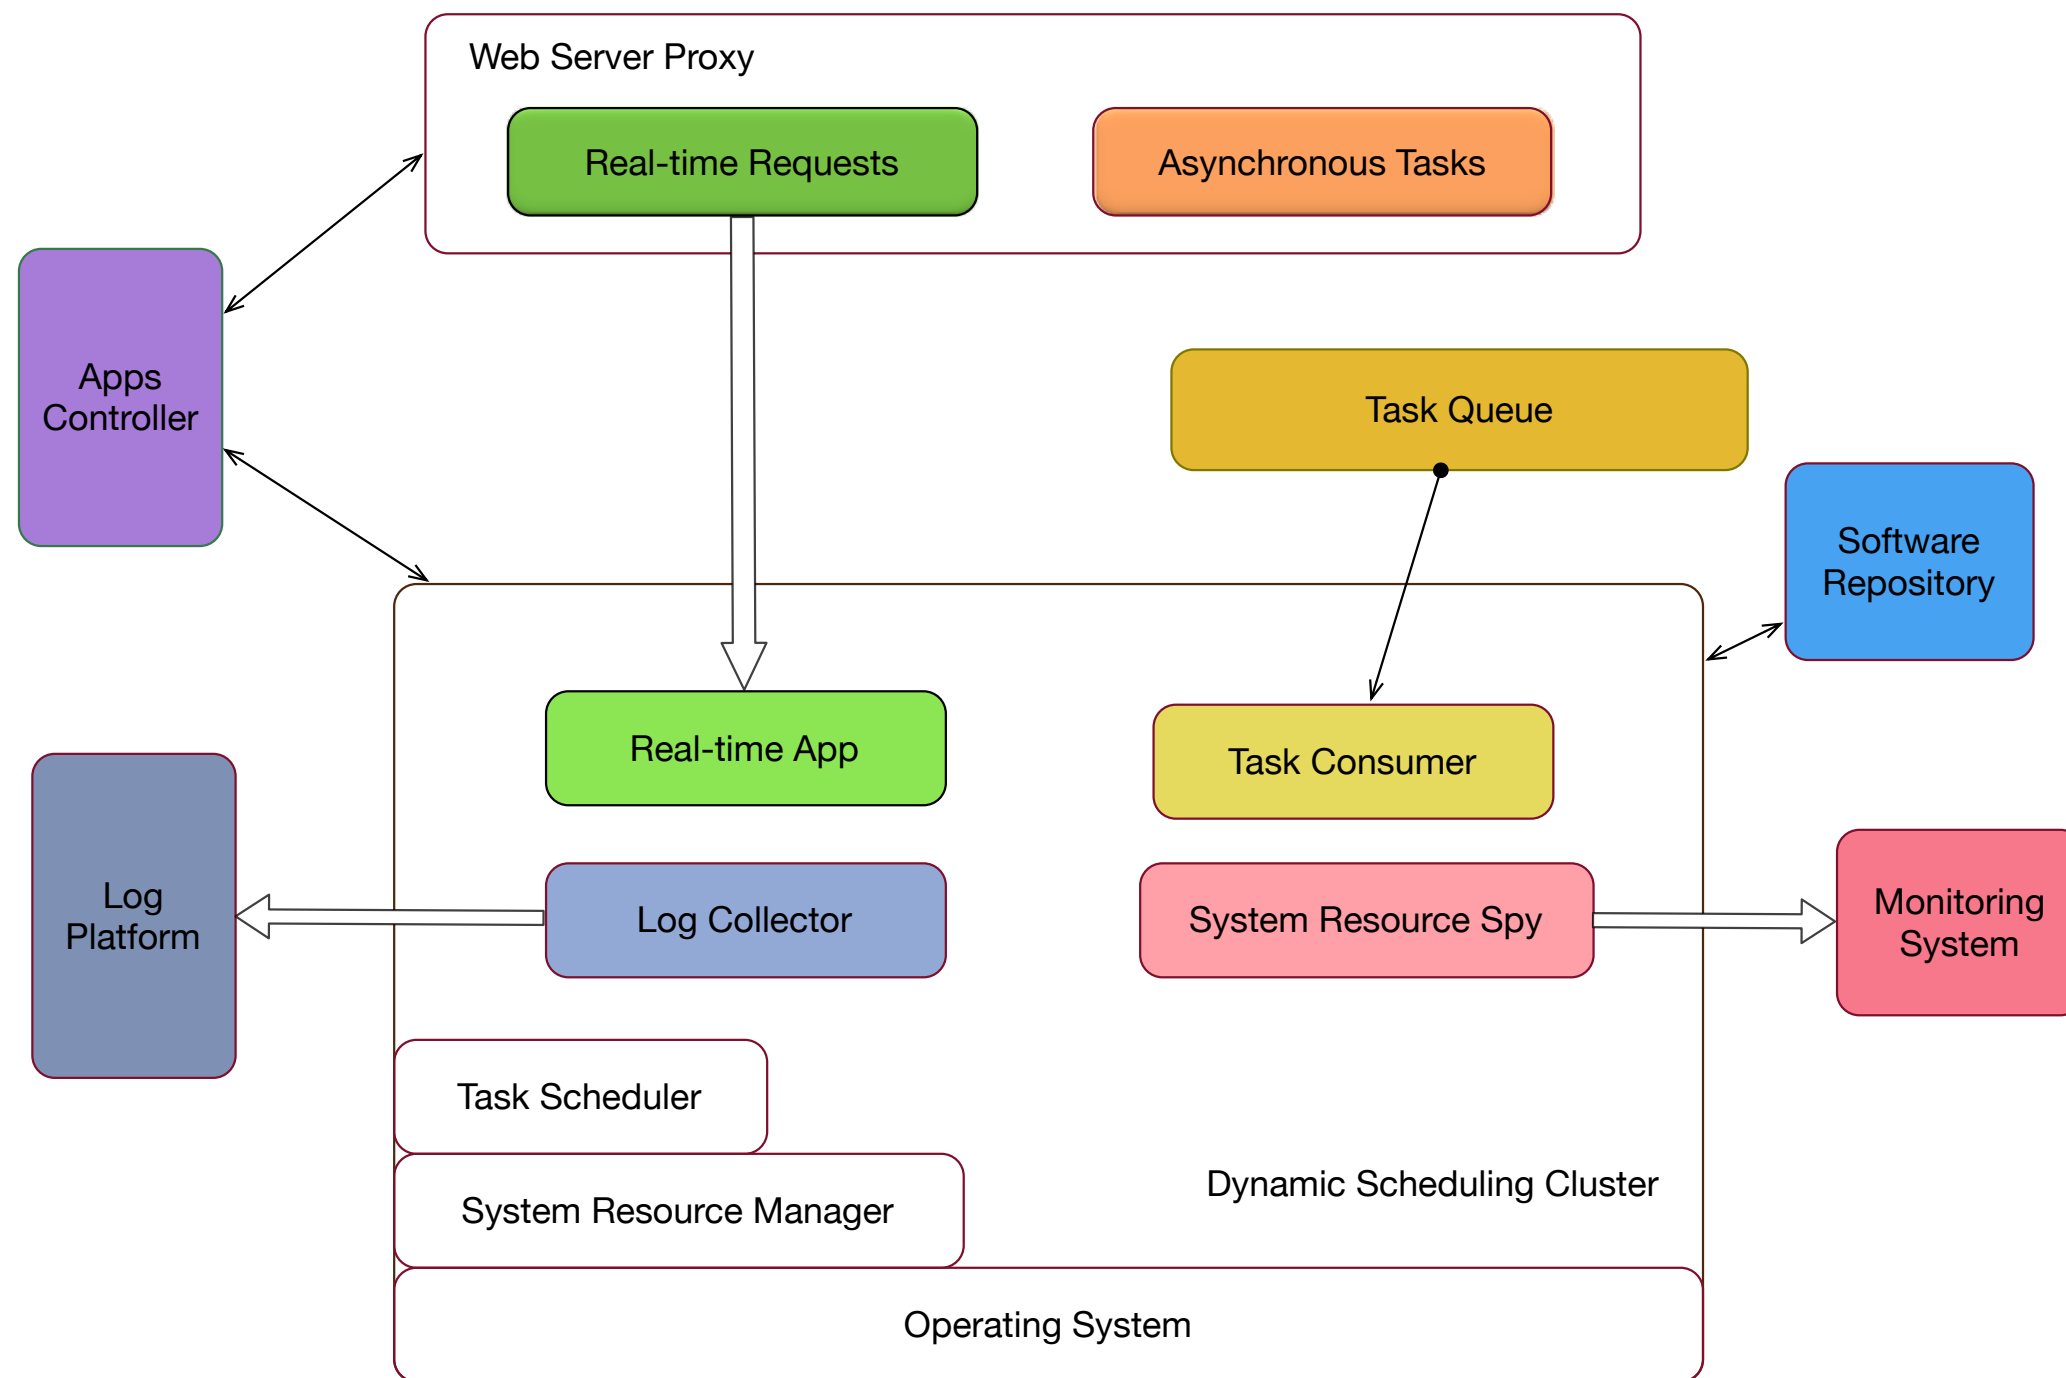 Web Server Proxy
Real-time Requests
Asynchronous Tasks
Apps
Controller
Task Queue
Software
Repository
Real-time App
Task Consumer
Log
Platform
Log Collector
System Resource Spy
Monitoring
System
Task Scheduler
Dynamic Scheduling Cluster
System Resource Manager
Operating System